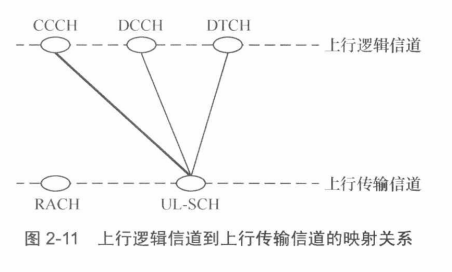 CCCH DCCH DTCH
上行逻辑信道
上行传输信道
RACH UL-SCH
图 2-11 上行逻辑信道到上行传输信道的映射关系